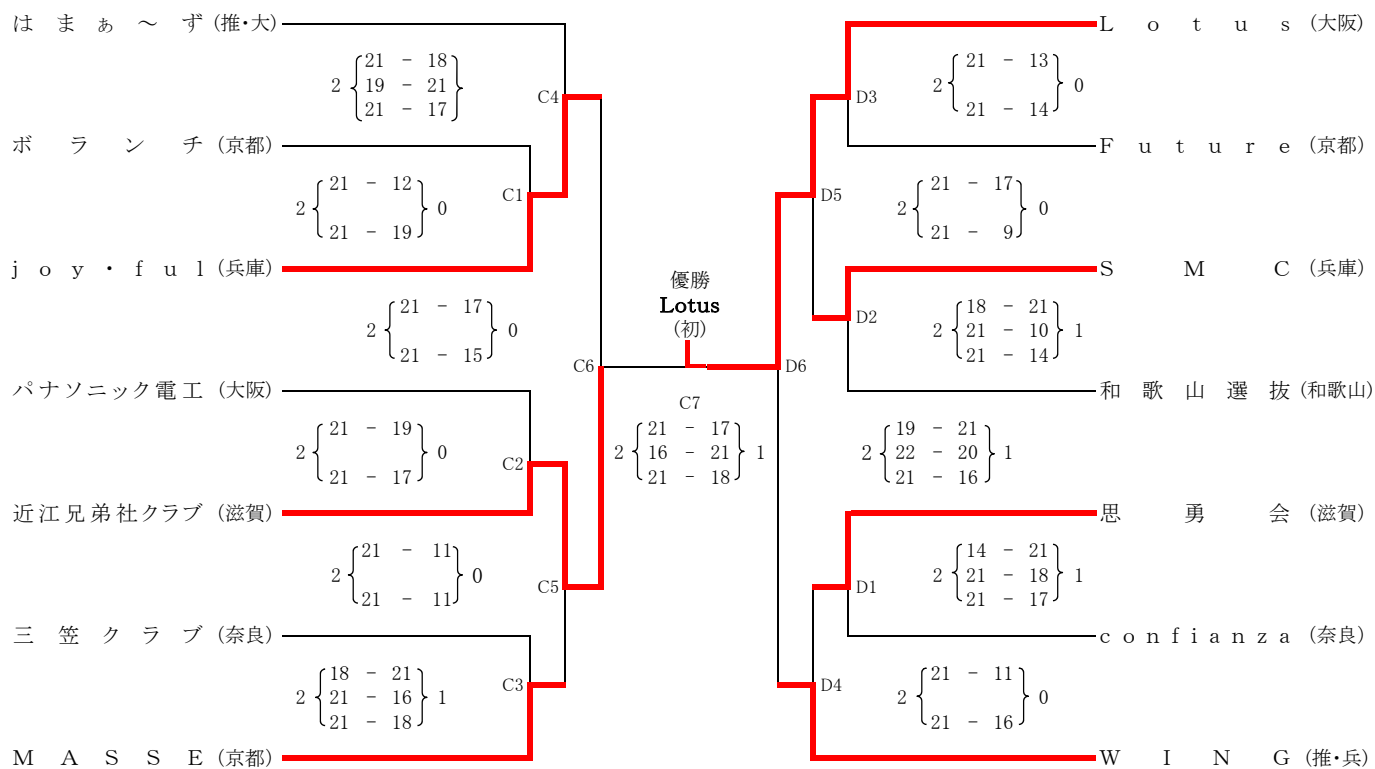 はまぁ～ず (推・大)
2 21 - 18
19 - 21
21 - 17
C4
ボランチ (京都)
2 21 - 12 0
21 - 19
C1
joy・ful (兵庫)
2 21 - 17 0
21 - 15
C6
パナソニック電工 (大阪)
2 21 - 19 0
21 - 17
C2
近江兄弟社クラブ (滋賀)
2 21 - 11 0
21 - 11
C5
三笠クラブ (奈良)
2 18 - 21 1
21 - 16
21 - 18
C3
MASSE (京都)
優勝
Lotus
(初)
C7
2 21 - 17 1
16 - 21
21 - 18
Lotus (大阪)
D3
2 21 - 13 0
21 - 14
Future (京都)
D5
2 21 - 17 0
21 - 9
SMC (兵庫)
D2
2 18 - 21 1
21 - 10
21 - 14
D6
和歌山選抜 (和歌山)
2 19 - 21 1
22 - 20
21 - 16
思勇会 (滋賀)
D1
2 14 - 21 1
21 - 18
21 - 17
confianza (奈良)
D4
2 21 - 11 0
21 - 16
WING (推・兵)